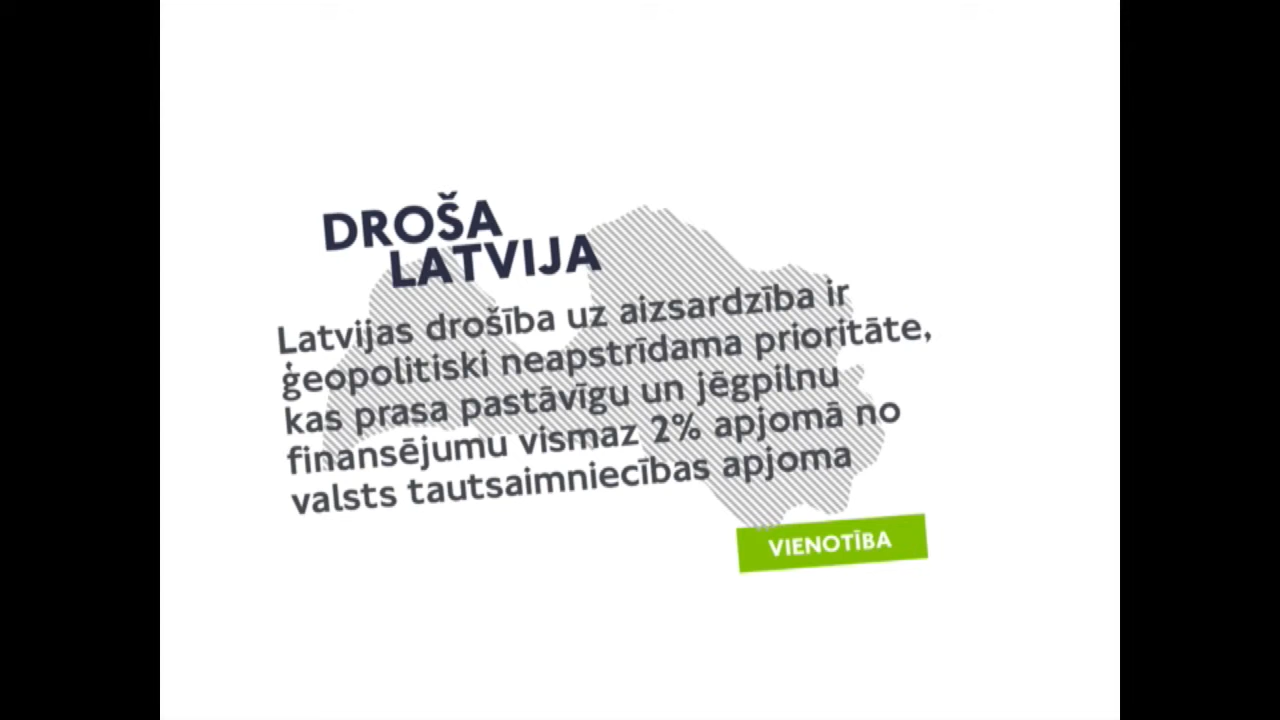 DROŠA
LATVIJA
Latvijas drošība uz aizsardzība ir
ģeopolitiski neapstrīdama prioritāte,
kas prasa pastāvīgu un jēgpilnu
finansējumu vismaz 2% apjomā no
valsts tautsaimniecības apjoma
VIENOTĪBA